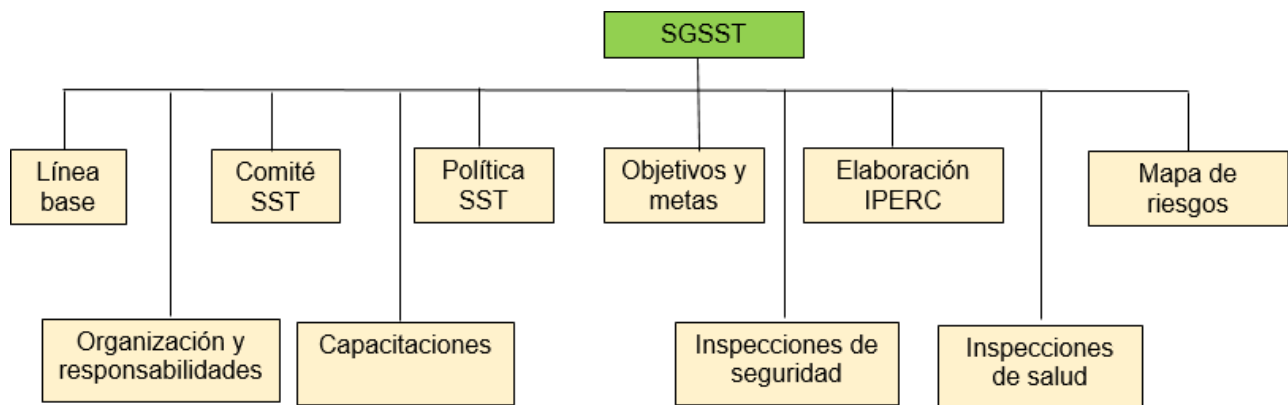 SGSST
Línea
base
Comité
SST
Política
SST
Objetivos y
metas
Elaboración
IPERC
Mapa de
riesgos
Organización y
responsabilidades
Capacitaciones
Inspecciones de
seguridad
Inspecciones
de salud